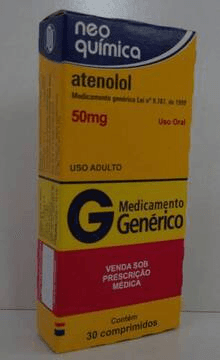 neo
química
atenolol
Medicamento genérico Lei nº 9.787, de 1999
50mg
Uso Oral
USO ADULTO
G Medicamento
Genérico
VENDA SOB
PRESCRIÇÃO
MÉDICA
Contém
30 comprimidos